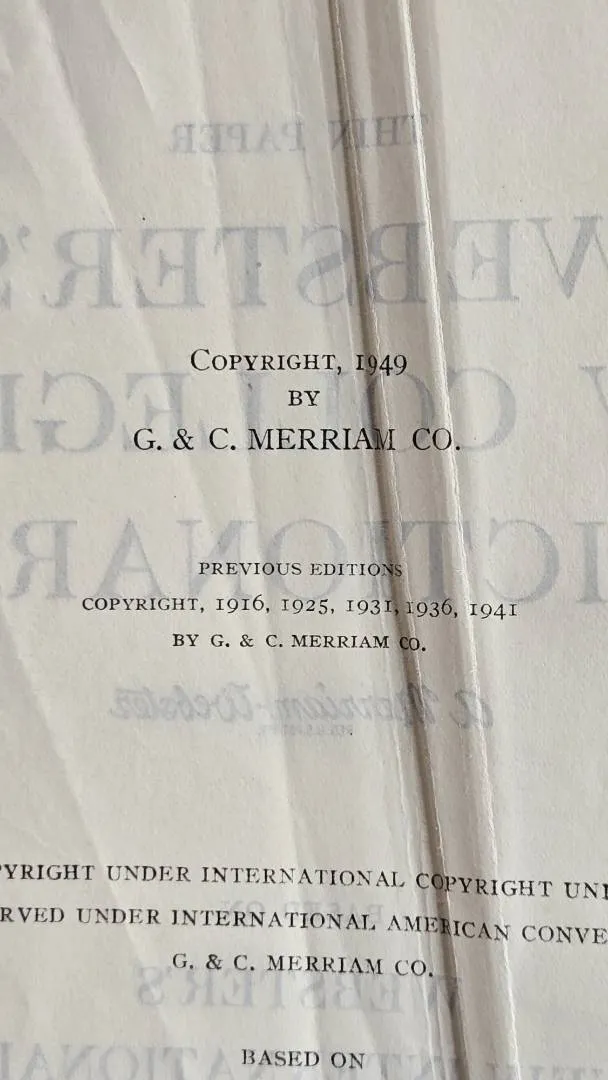 COPYRIGHT, 1949
BY
G. & C. MERRIAM CO.
PREVIOUS EDITIONS
COPYRIGHT, 1916, 1925, 1931, 1936, 1941
BY G. & C. MERRIAM CO.
PYRIGHT UNDER INTERNATIONAL COPYRIGHT UNI
RVED UNDER INTERNATIONAL AMERICAN CONVE
G. & C. MERRIAM CO.
BASED ON